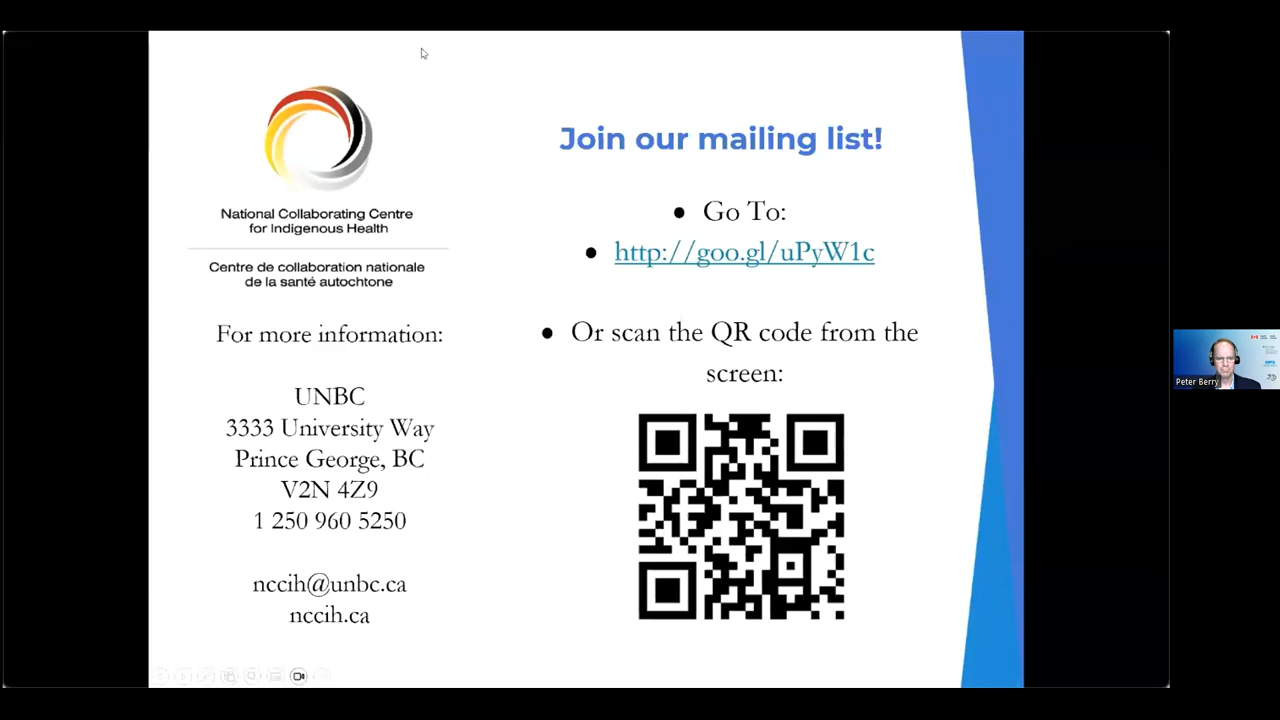 National Collaborating Centre
for Indigenous Health
Centre de collaboration nationale
de la santé autochtone
For more information:
UNBC
3333 University Way
Prince George, BC
V2N 4Z9
1 250 960 5250
nccih@unbc.ca
nccih.ca
Join our mailing list!
● Go To:
● http://goo.gl/uPyW1c
● Or scan the QR code from the
screen:
Peter Berry